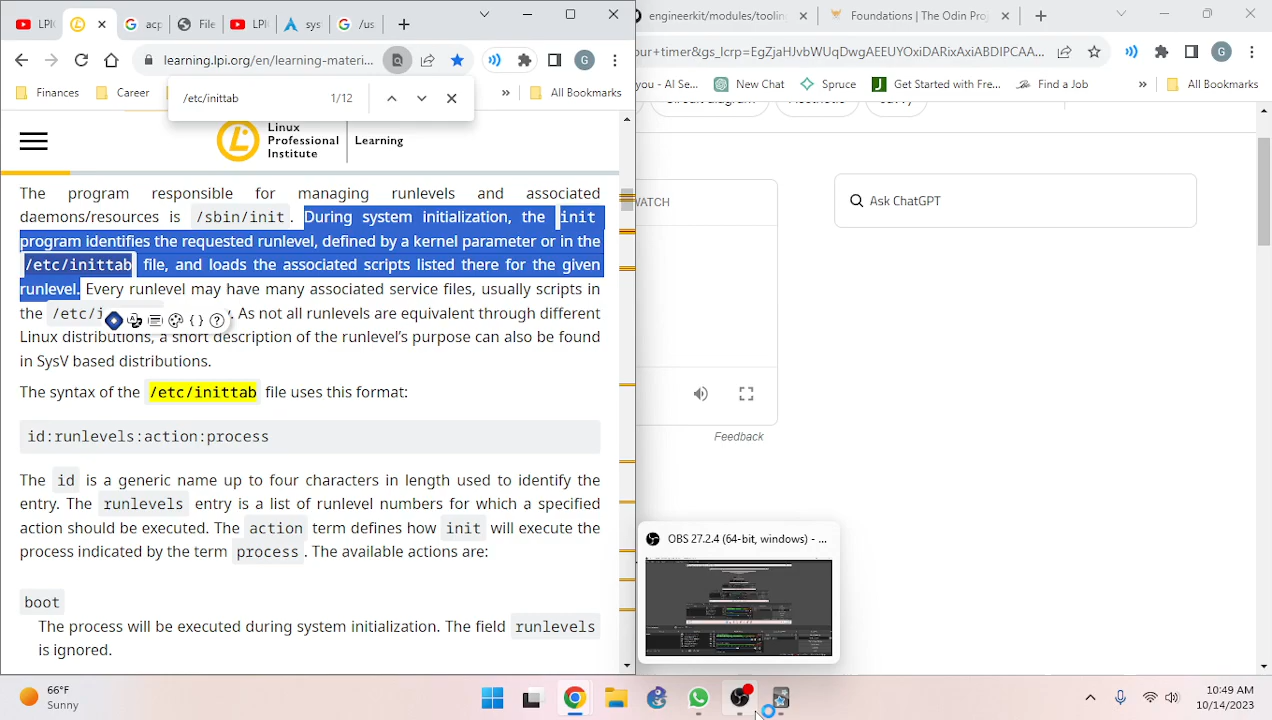 LPI
acp
File
LPI
sys
/us
engineerkit/modules/tooling
Foundations | The Odin Proj
learning.lpi.org/en/learning-materi...
our+timer&gs_lcrp=EgZjaHJvbWUqDwgAEEUYOxiDARixAxiABDIPCAA...
G
G
Finances
Career
»
All Bookmarks
you - AI Se...
New Chat
Spruce
Get Started with Fre...
Find a Job
»
All Bookmarks
/etc/inittab 1/12
Linux
Professional
Institute
Learning
The program responsible for managing runlevels and associated
daemons/resources is /sbin/init. During system initialization, the init
program identifies the requested runlevel, defined by a kernel parameter or in the
/etc/inittab file, and loads the associated scripts listed there for the given
runlevel. Every runlevel may have many associated service files, usually scripts in
the /etc/i . As not all runlevels are equivalent through different
Linux distributions, a short description of the runlevel's purpose can also be found
in SysV based distributions.
The syntax of the /etc/inittab file uses this format:
id:runlevels:action:process
The id is a generic name up to four characters in length used to identify the
entry. The runlevels entry is a list of runlevel numbers for which a specified
action should be executed. The action term defines how init will execute the
process indicated by the term process. The available actions are:
boot
The process will be executed during system initialization. The field runlevels
is ignored.
WATCH
Feedback
Ask ChatGPT
OBS 27.2.4 (64-bit, windows) - ...
66°F
Sunny
10:49 AM
10/14/2023